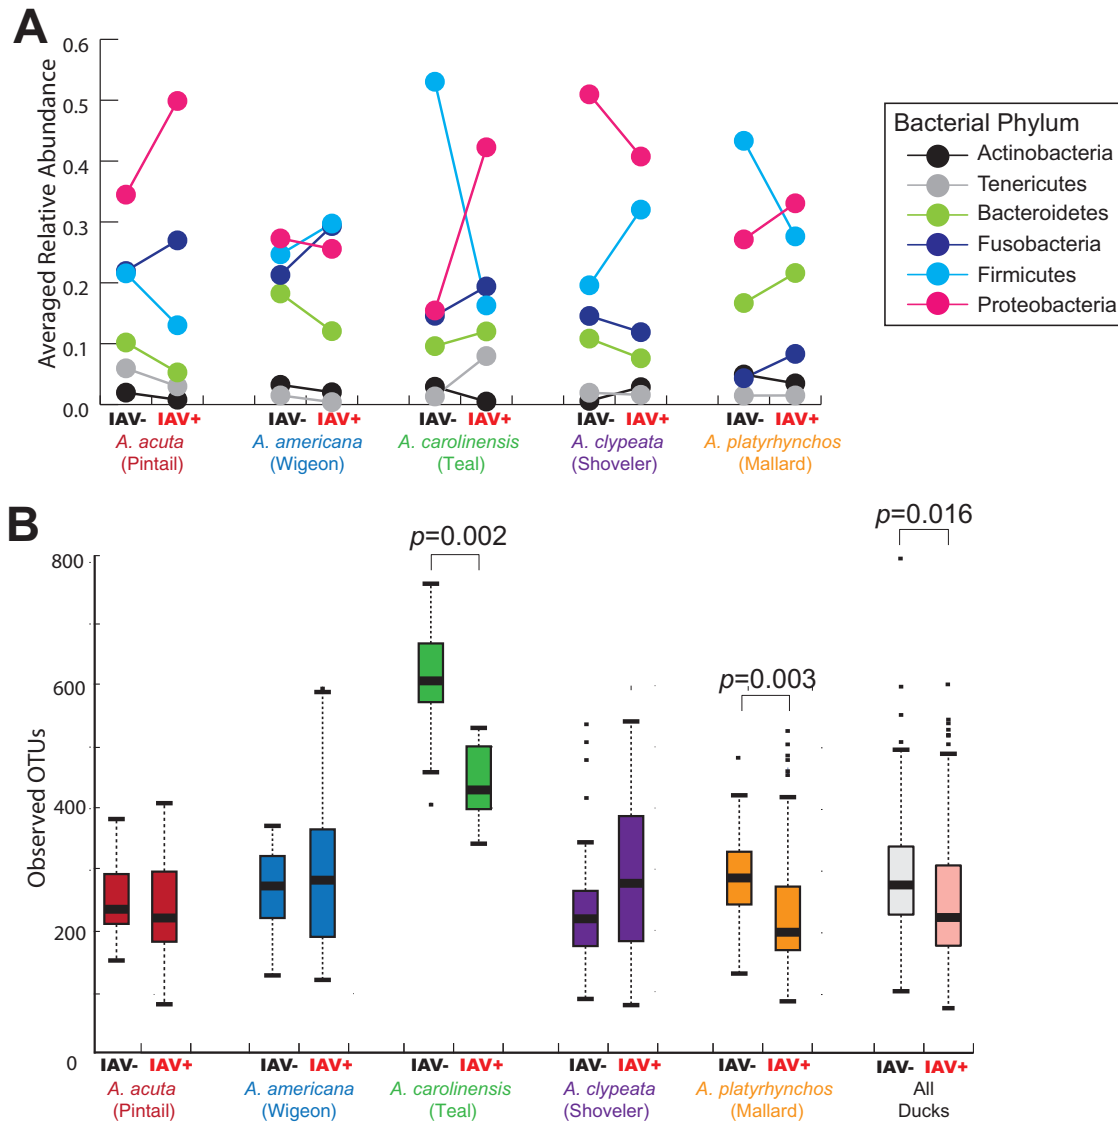 A
Averaged Relative Abundance
0.6
0.5
0.4
0.3
0.2
0.1
0.0
IAV- IAV+ IAV- IAV+ IAV- IAV+ IAV- IAV+ IAV- IAV+
A. acuta A. americana A. carolinensis A. clypeata A. platyrhynchos
(Pintail) (Wigeon) (Teal) (Shoveler) (Mallard)
Bacterial Phylum
Actinobacteria
Tenericutes
Bacteroidetes
Fusobacteria
Firmicutes
Proteobacteria
B
Observed OTUs
800
600
400
200
0
p=0.002
p=0.003
p=0.016
IAV- IAV+ IAV- IAV+ IAV- IAV+ IAV- IAV+ IAV- IAV+ IAV- IAV+
A. acuta A. americana A. carolinensis A. clypeata A. platyrhynchos All
(Pintail) (Wigeon) (Teal) (Shoveler) (Mallard) Ducks